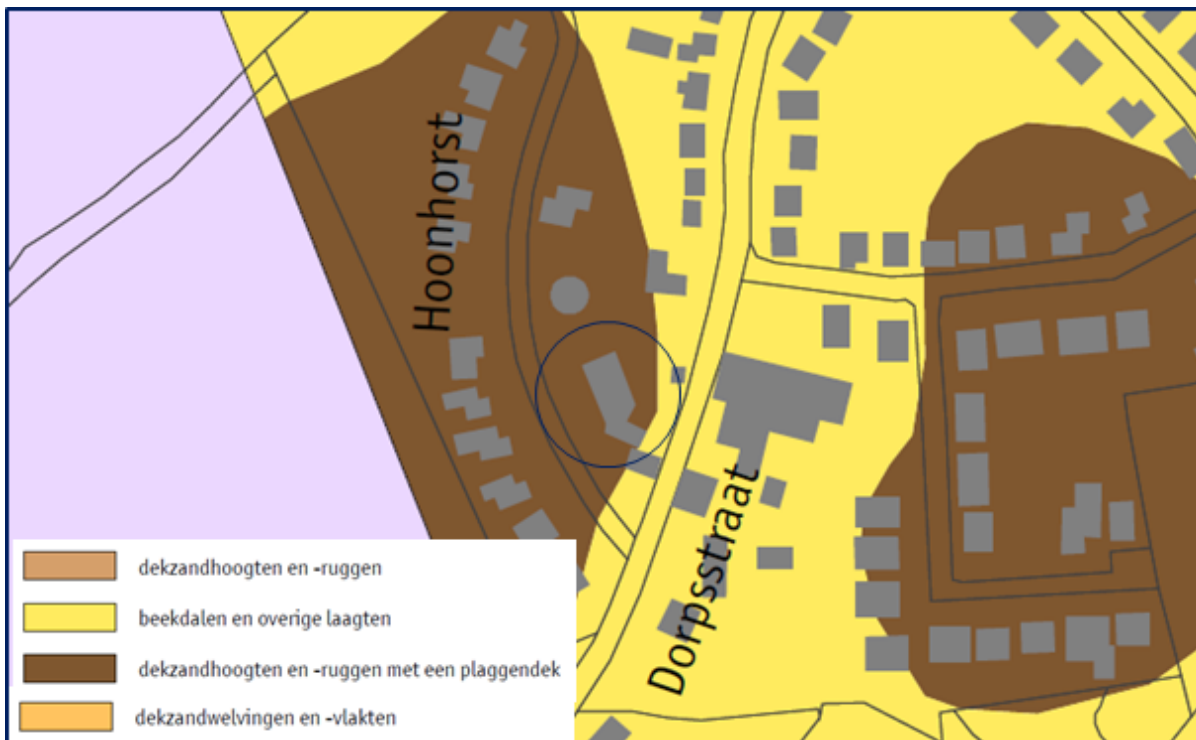 Hoonhorst
Dorpsstraat
dekzandhoogten en -ruggen
beekdalen en overige laagten
dekzandhoogten en -ruggen met een plaggendek
dekzandwelvingen en -vlakten